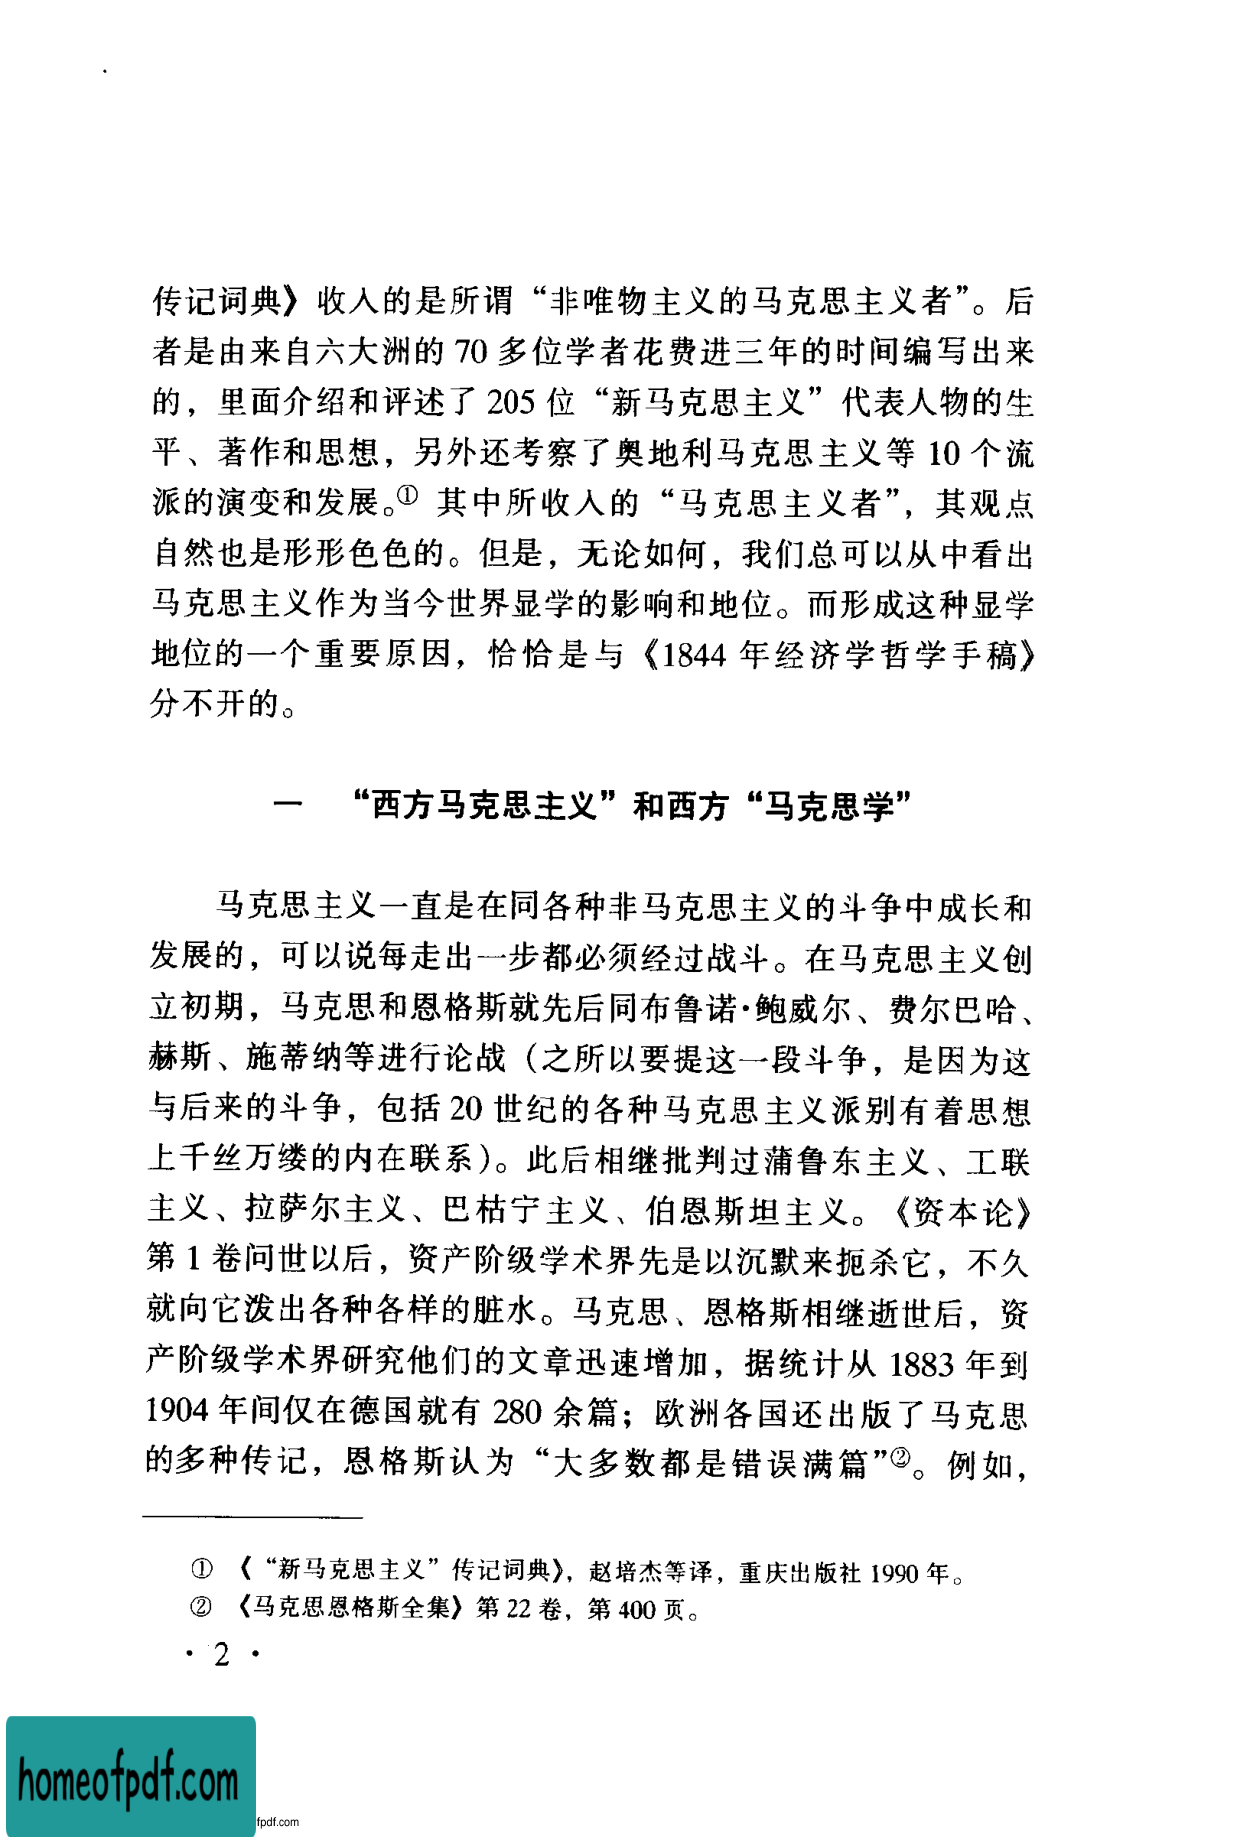 传记词典》收入的是所谓“非唯物主义的马克思主义者”。后
者是由来自六大洲的 70 多位学者花费进三年的时间编写出来
的，里面介绍和评述了 205 位“新马克思主义”代表人物的生
平、著作和思想，另外还考察了奥地利马克思主义等 10 个流
派的演变和发展。① 其中所收入的“马克思主义者”，其观点
自然也是形形色色的。但是，无论如何，我们总可以从中看出
马克思主义作为当今世界显学的影响和地位。而形成这种显学
地位的一个重要原因，恰恰是与《1844 年经济学哲学手稿》
分不开的。
一 “西方马克思主义”和西方“马克思学”
马克思主义一直是在同各种非马克思主义的斗争中成长和
发展的，可以说每走出一步都必须经过战斗。在马克思主义创
立初期，马克思和恩格斯就先后同布鲁诺·鲍威尔、费尔巴哈、
赫斯、施蒂纳等进行论战（之所以要提这一段斗争，是因为这
与后来的斗争，包括 20 世纪的各种马克思主义派别有着思想
上千丝万缕的内在联系）。此后相继批判过蒲鲁东主义、工联
主义、拉萨尔主义、巴枯宁主义、伯恩斯坦主义。《资本论》
第 1 卷问世以后，资产阶级学术界先是以沉默来扼杀它，不久
就向它泼出各种各样的脏水。马克思、恩格斯相继逝世后，资
产阶级学术界研究他们的文章迅速增加，据统计从 1883 年到
1904 年间仅在德国就有 280 余篇；欧洲各国还出版了马克思
的多种传记，恩格斯认为“大多数都是错误满篇”②。例如，
① 《“新马克思主义”传记词典》，赵培杰等译，重庆出版社 1990 年。
② 《马克思恩格斯全集》第 22 卷，第 400 页。
· 2 ·
homeofpdf.com
fpdf.com